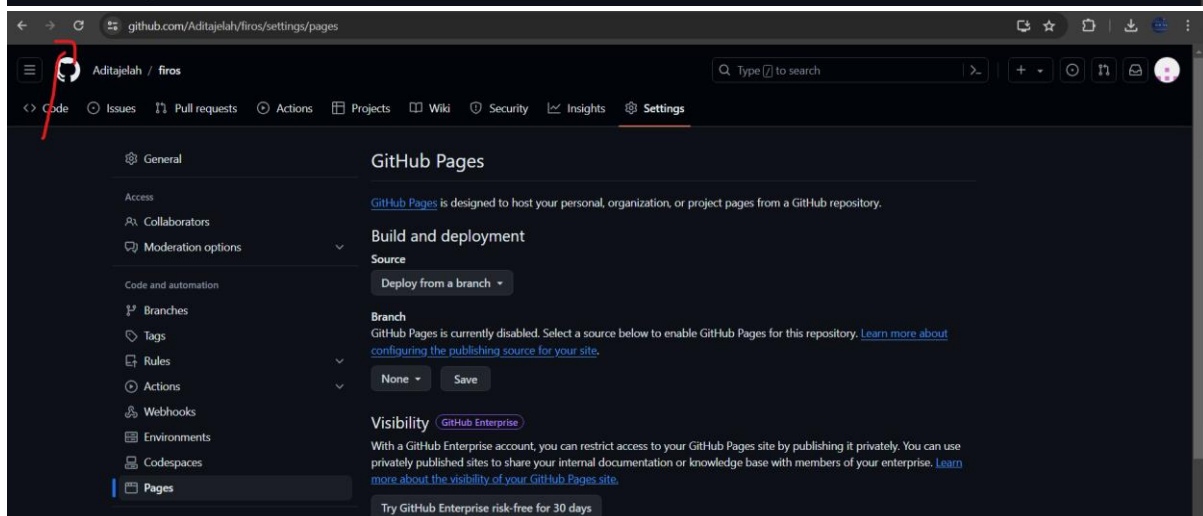 github.com/Aditajelah/firos/settings/pages
Aditajelah / firos
Type / to search
Code Issues Pull requests Actions Projects Wiki Security Insights Settings
General
Access
Collaborators
Moderation options
Code and automation
Branches
Tags
Rules
Actions
Webhooks
Environments
Codespaces
Pages
GitHub Pages
GitHub Pages is designed to host your personal, organization, or project pages from a GitHub repository.
Build and deployment
Source
Deploy from a branch
Branch
GitHub Pages is currently disabled. Select a source below to enable GitHub Pages for this repository. Learn more about
configuring the publishing source for your site.
None Save
Visibility GitHub Enterprise
With a GitHub Enterprise account, you can restrict access to your GitHub Pages site by publishing it privately. You can use
privately published sites to share your internal documentation or knowledge base with members of your enterprise. Learn
more about the visibility of your GitHub Pages site.
Try GitHub Enterprise risk-free for 30 days